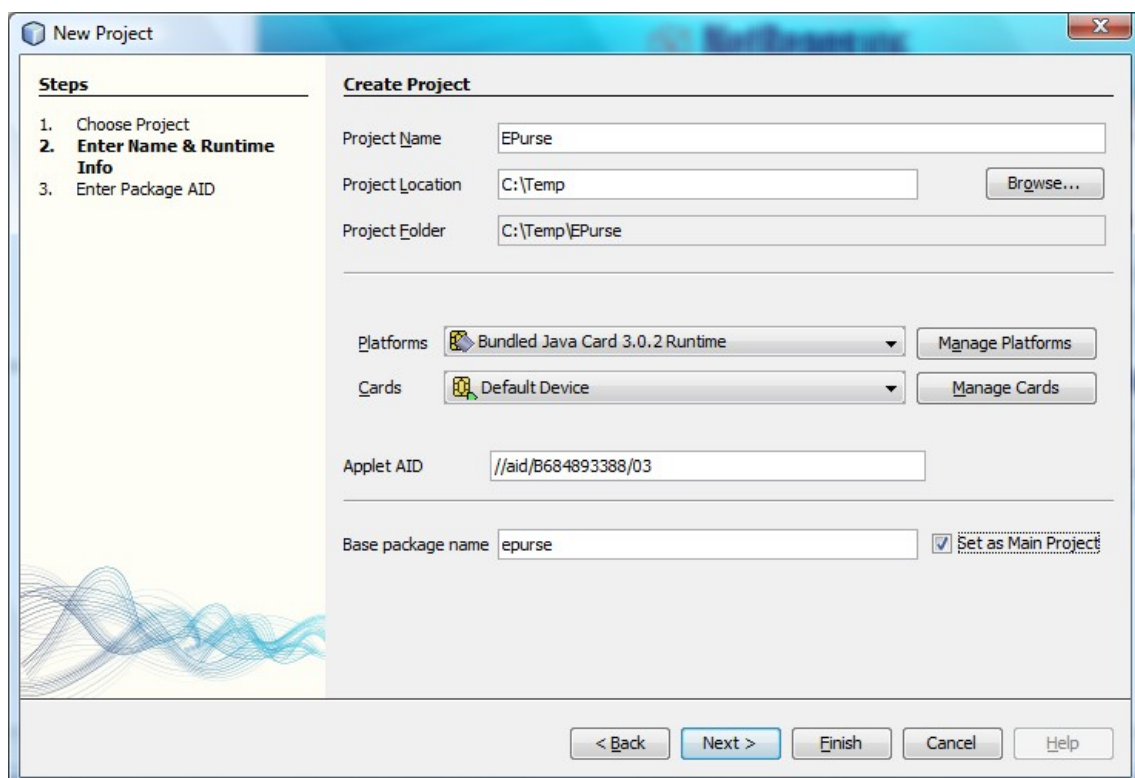 New Project
Steps
1. Choose Project
2. Enter Name & Runtime
Info
3. Enter Package AID
Create Project
Project Name EPurse
Project Location C:\Temp Browse...
Project Folder C:\Temp\EPurse
Platforms Bundled Java Card 3.0.2 Runtime Manage Platforms
Cards Default Device Manage Cards
Applet AID //aid/B684893388/03
Base package name epurse Set as Main Project
< Back Next > Finish Cancel Help